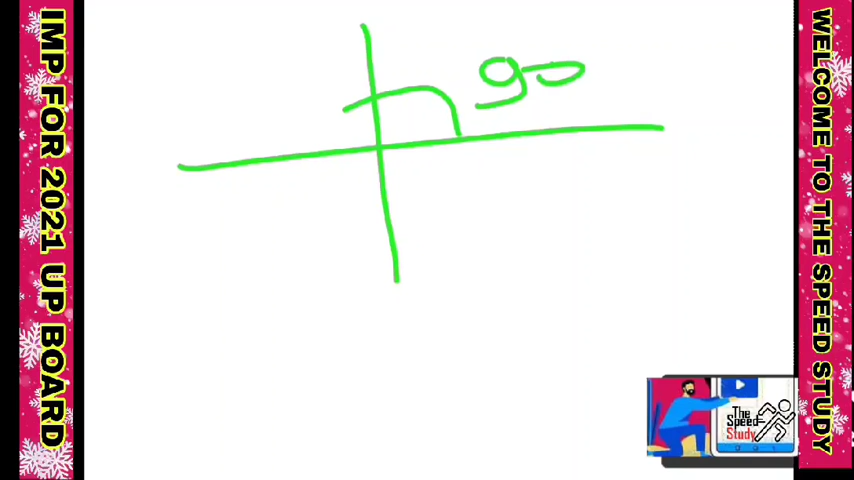 IMP FOR 2021 UP BOARD
90
WELCOME TO THE SPEED STUDY
The
Speed
Study